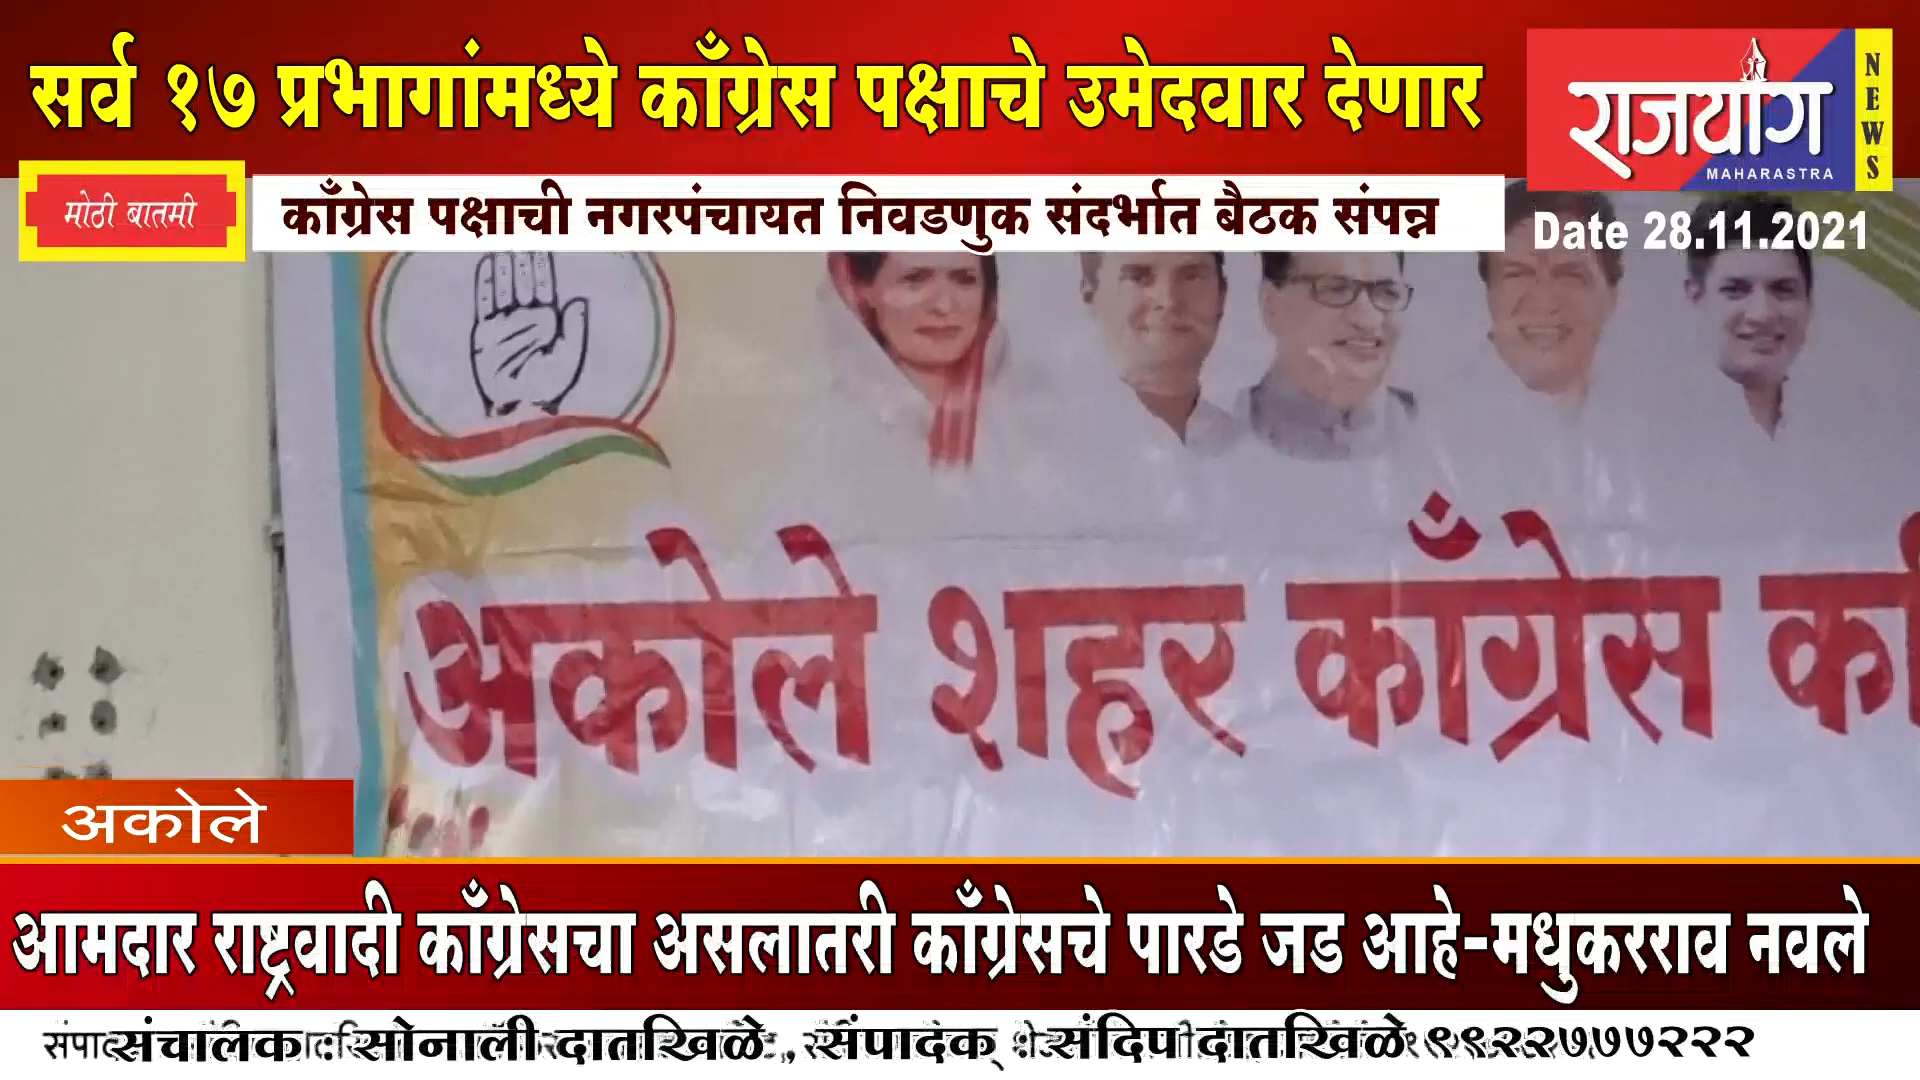 सर्व १७ प्रभागांमध्ये काँग्रेस पक्षाचे उमेदवार देणार
राजयोग
MAHARASTRA
NEWS
मोठी बातमी
काँग्रेस पक्षाची नगरपंचायत निवडणुक संदर्भात बैठक संपन्न
Date 28.11.2021
अकोले शहर काँग्रेस
अकोले
आमदार राष्ट्रवादी काँग्रेसचा असलातरी काँग्रेसचे पारडे जड आहे-मधुकरराव नवले
संचालक : सोनाली दातखिळे , संपादक : संदिप दातखिळे ९९२२७७७२२२